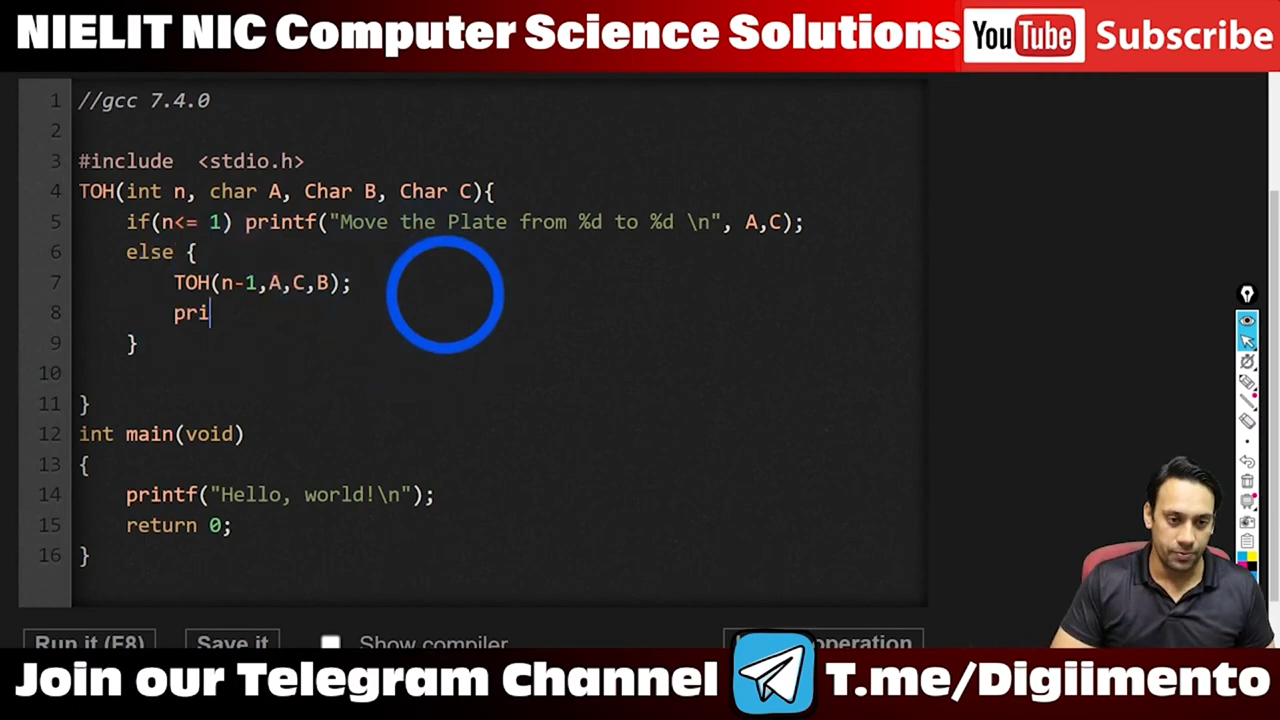 NIELIT NIC Computer Science Solutions YouTube Subscribe
1 //gcc 7.4.0
2
3 #include  <stdio.h>
4 TOH(int n, char A, Char B, Char C){
5     if(n<= 1) printf("Move the Plate from %d to %d \n", A,C);
6     else {
7         TOH(n-1,A,C,B);
8         pri
9     }
10
11 }
12 int main(void)
13 {
14     printf("Hello, world!\n");
15     return 0;
16 }
Run it (F8) Save it Show compiler operation
Join our Telegram Channel T.me/Digiimento